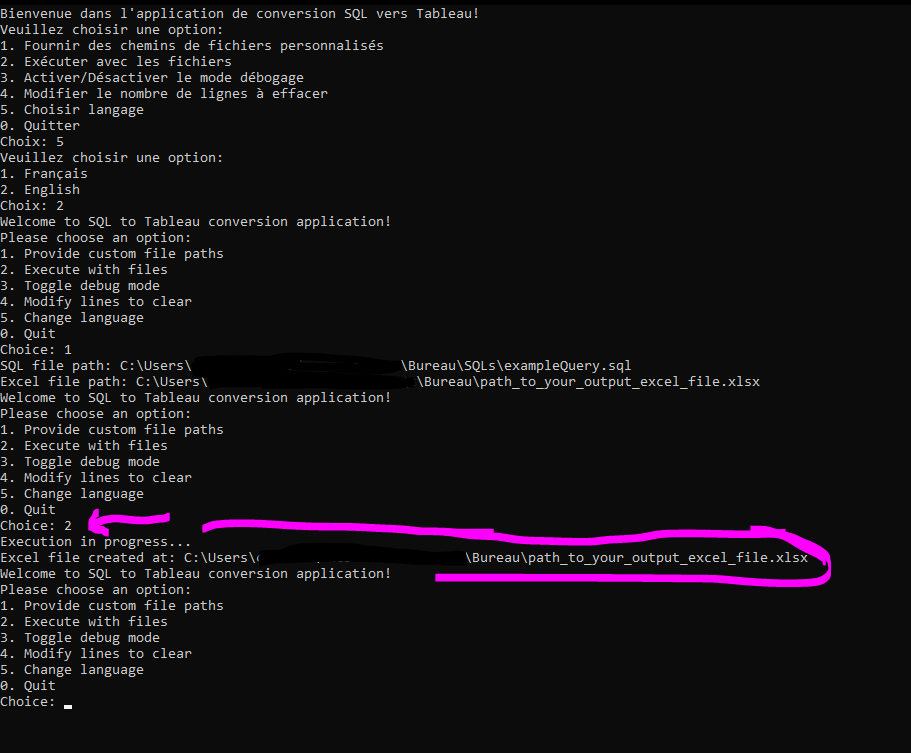 Bienvenue dans l'application de conversion SQL vers Tableau!
Veuillez choisir une option:
1. Fournir des chemins de fichiers personnalisés
2. Exécuter avec les fichiers
3. Activer/Désactiver le mode débogage
4. Modifier le nombre de lignes à effacer
5. Choisir langage
0. Quitter
Choix: 5
Veuillez choisir une option:
1. Français
2. English
Choix: 2
Welcome to SQL to Tableau conversion application!
Please choose an option:
1. Provide custom file paths
2. Execute with files
3. Toggle debug mode
4. Modify lines to clear
5. Change language
0. Quit
Choice: 1
SQL file path: C:\Users\ \Bureau\SQLs\exampleQuery.sql
Excel file path: C:\Users\ \Bureau\path_to_your_output_excel_file.xlsx
Welcome to SQL to Tableau conversion application!
Please choose an option:
1. Provide custom file paths
2. Execute with files
3. Toggle debug mode
4. Modify lines to clear
5. Change language
0. Quit
Choice: 2
Execution in progress...
Excel file created at: C:\Users\ \Bureau\path_to_your_output_excel_file.xlsx
Welcome to SQL to Tableau conversion application!
Please choose an option:
1. Provide custom file paths
2. Execute with files
3. Toggle debug mode
4. Modify lines to clear
5. Change language
0. Quit
Choice: